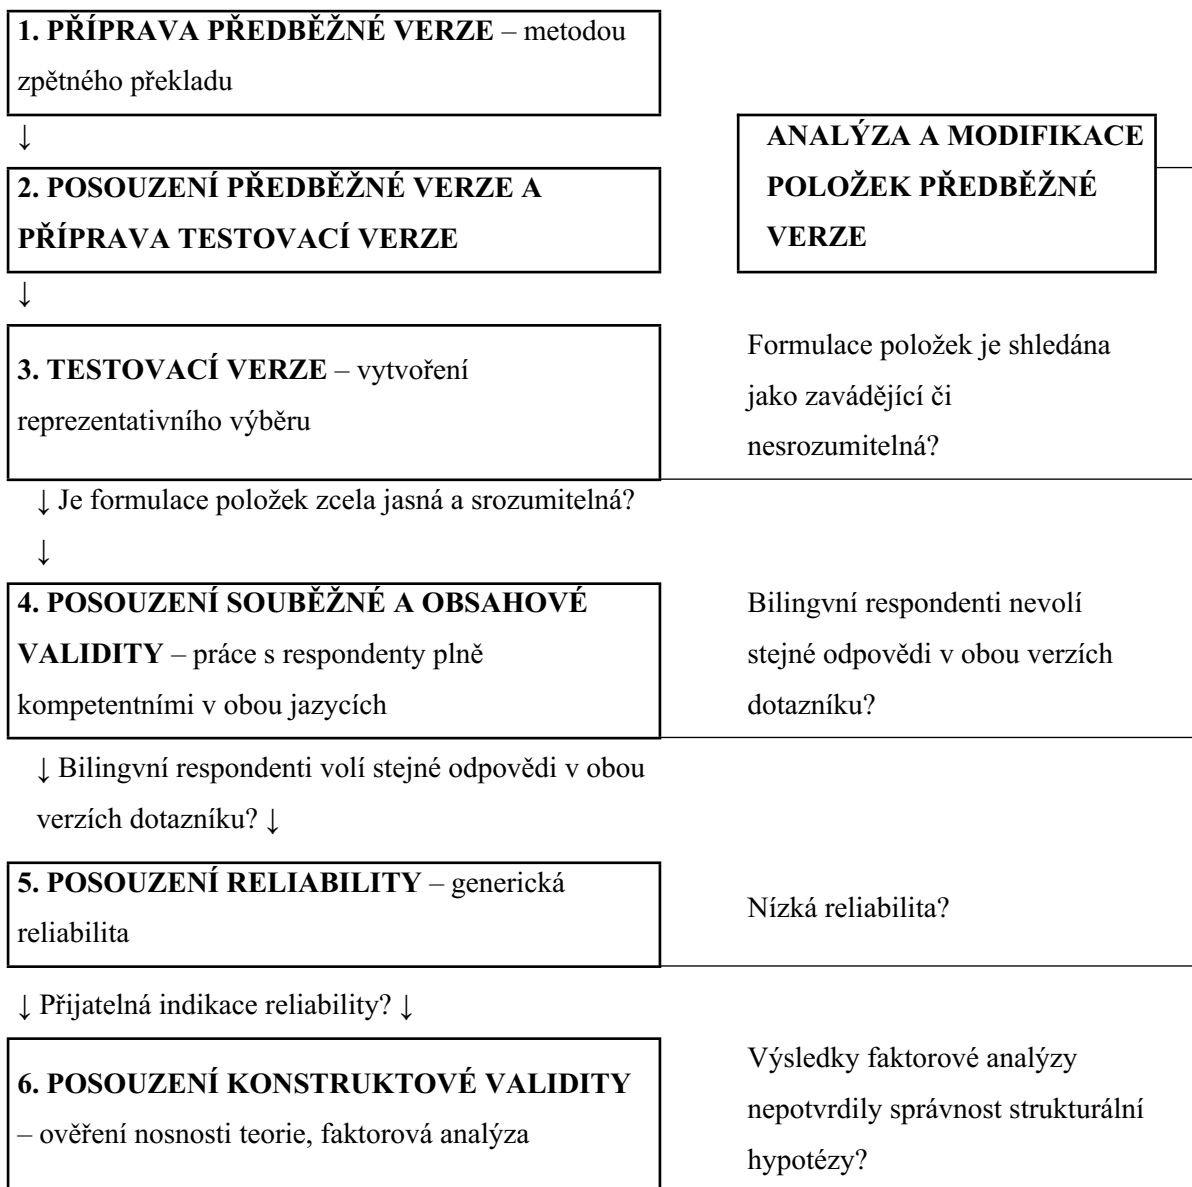 1. PŘÍPRAVA PŘEDBĚŽNÉ VERZE – metodou
zpětného překladu
↓
2. POSOUZENÍ PŘEDBĚŽNÉ VERZE A
PŘÍPRAVA TESTOVACÍ VERZE
ANALÝZA A MODIFIKACE
POLOŽEK PŘEDBĚŽNÉ
VERZE
↓
3. TESTOVACÍ VERZE – vytvoření
reprezentativního výběru
Formulace položek je shledána
jako zavádějící či
nesrozumitelná?
↓ Je formulace položek zcela jasná a srozumitelná?
↓
4. POSOUZENÍ SOUBĚŽNÉ A OBSAHOVÉ
VALIDITY – práce s respondenty plně
kompetentními v obou jazycích
Bilingvní respondenti nevolí
stejné odpovědi v obou verzích
dotazníku?
↓ Bilingvní respondenti volí stejné odpovědi v obou
verzích dotazníku? ↓
5. POSOUZENÍ RELIABILITY – generická
reliabilita
Nízká reliabilita?
↓ Přijatelná indikace reliability? ↓
6. POSOUZENÍ KONSTRUKTOVÉ VALIDITY
– ověření nosnosti teorie, faktorová analýza
Výsledky faktorové analýzy
nepotvrdily správnost strukturální
hypotézy?